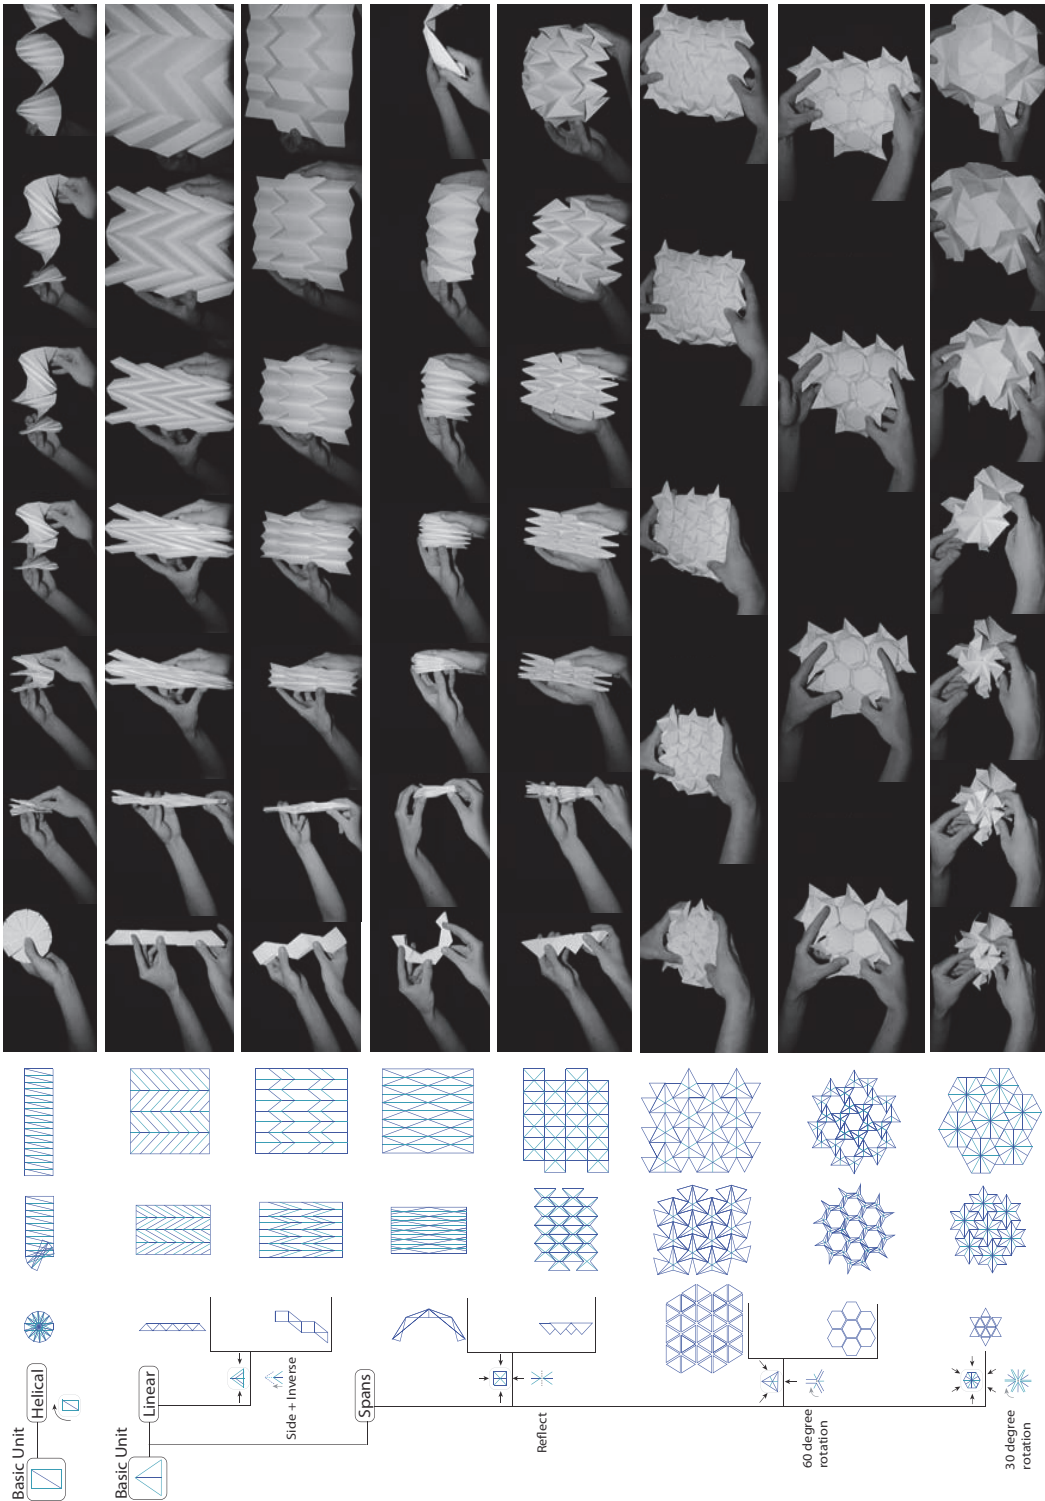 Basic Unit
Helical
Basic Unit
Linear
Side + Inverse
Spans
Reflect
60 degree
rotation
30 degree
rotation